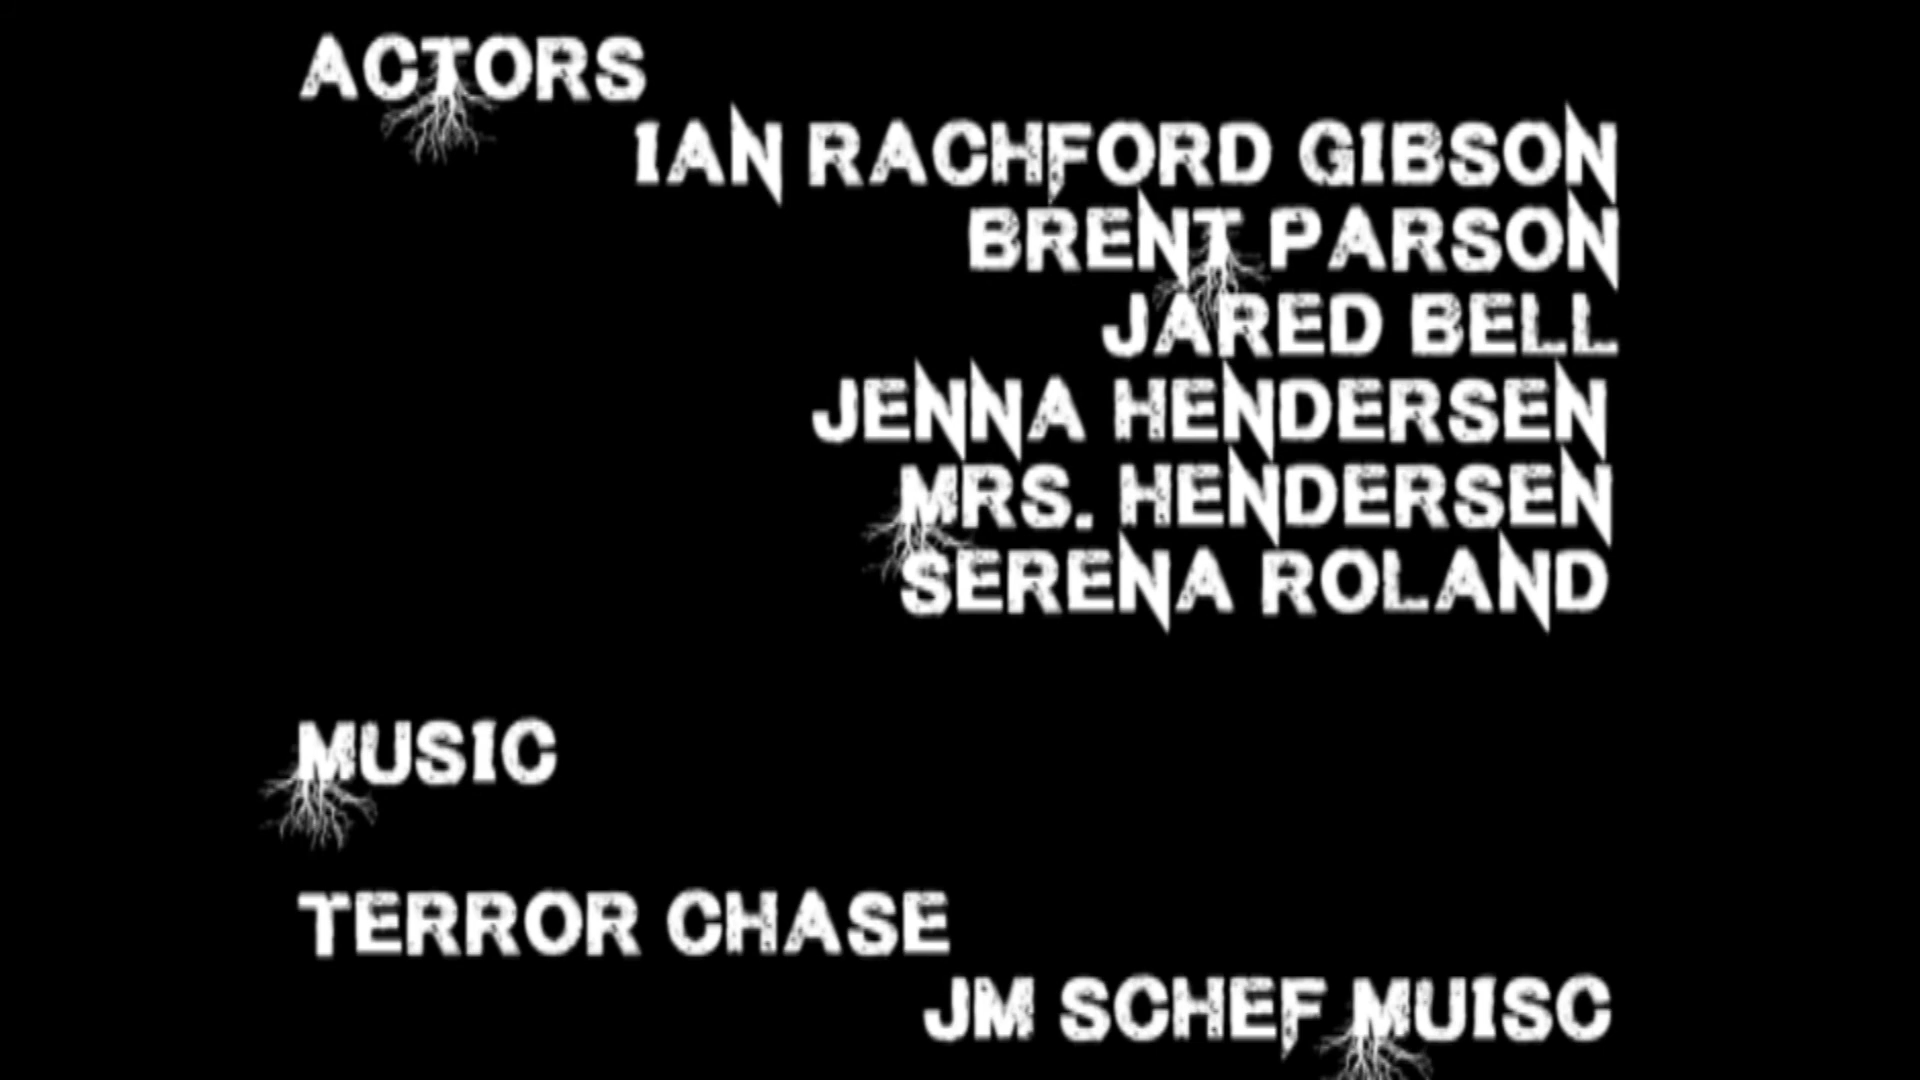 ACTORS
IAN RACHFORD GIBSON
BRENT PARSON
JARED BELL
JENNA HENDERSEN
MRS. HENDERSEN
SERENA ROLAND
MUSIC
TERROR CHASE
JM SCHEF MUISC